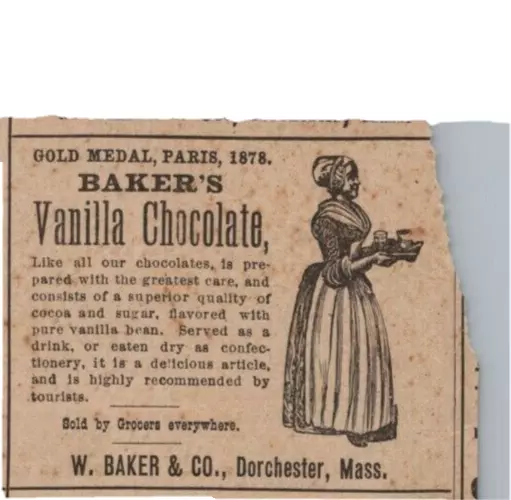 GOLD MEDAL, PARIS, 1878.
BAKER'S
Vanilla Chocolate,
Like all our chocolates, is pre-
pared with the greatest care, and
consists of a superior quality of
cocoa and sugar, flavored with
pure vanilla bean. Served as a
drink, or eaten dry as confec-
tionery, it is a delicious article,
and is highly recommended by
tourists.
Sold by Grocers everywhere.
W. BAKER & CO., Dorchester, Mass.